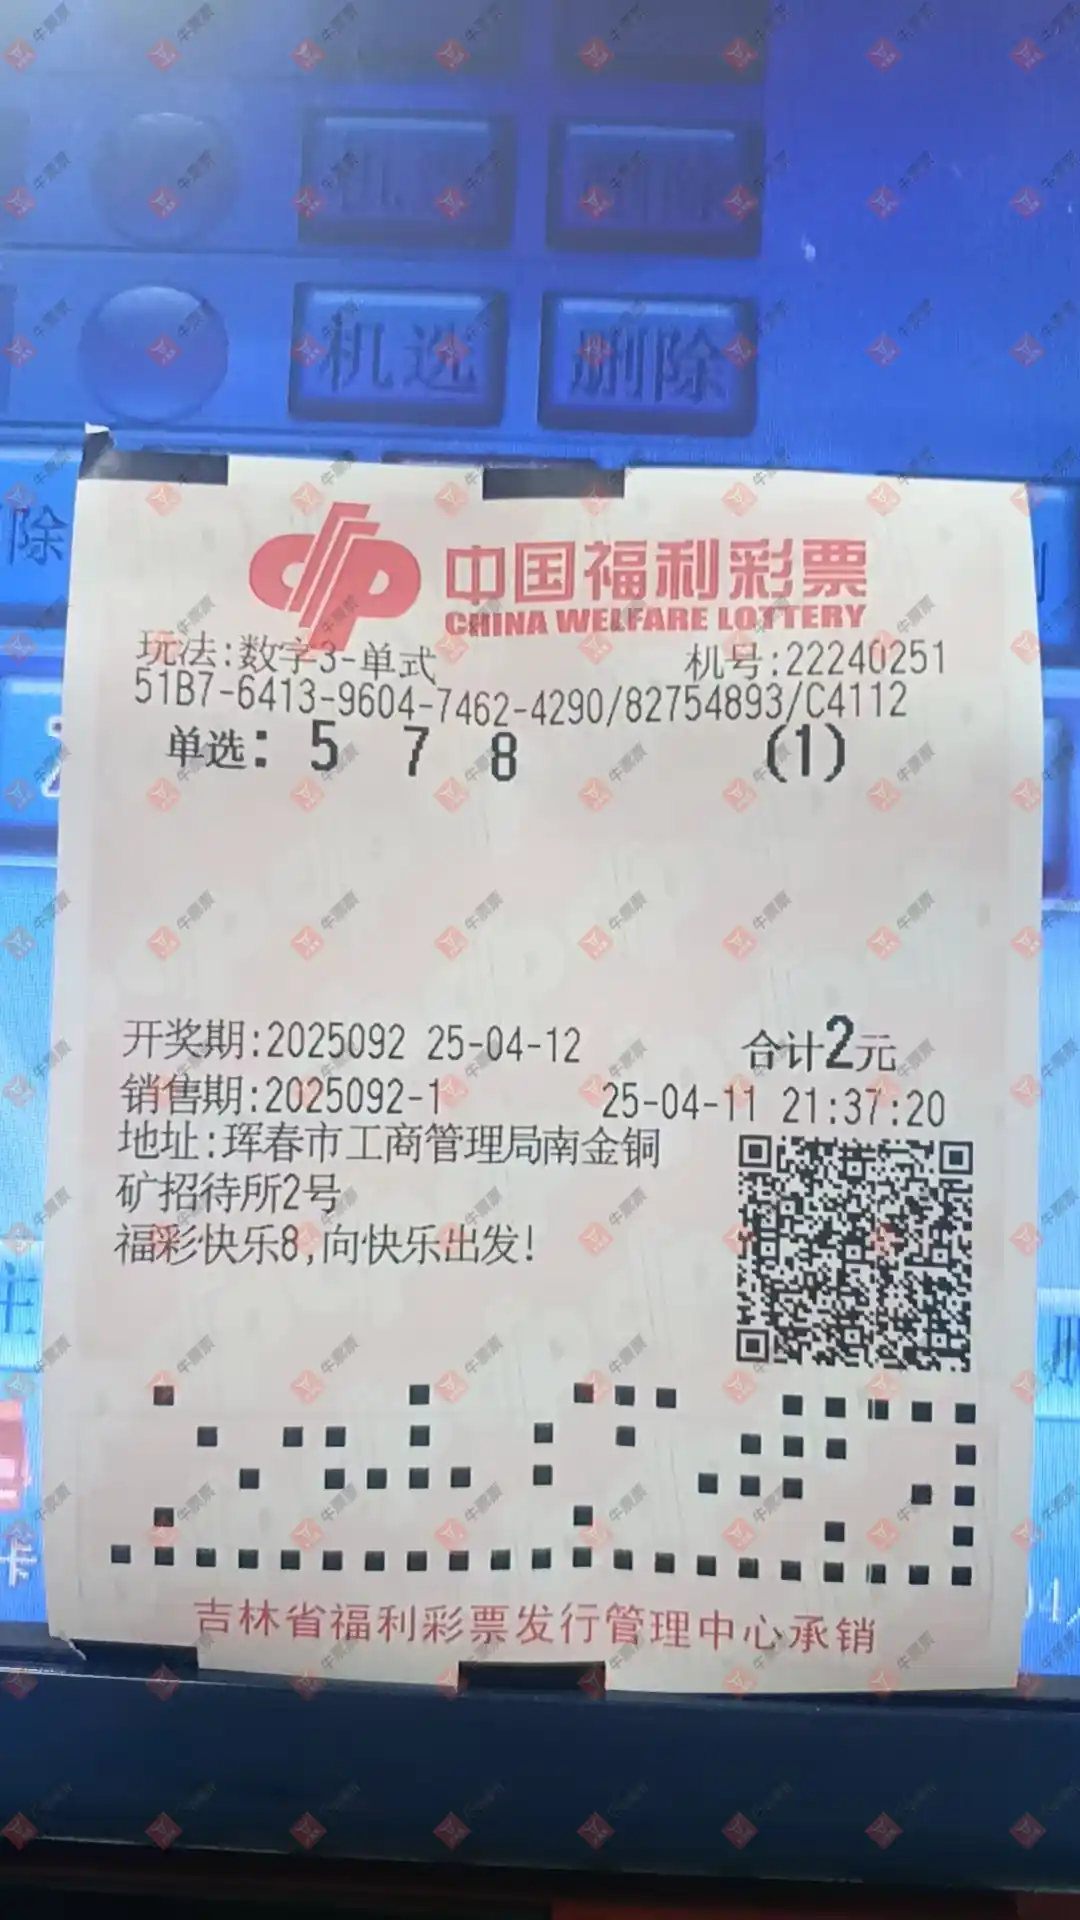 机选 删除
除
中国福利彩票
CHINA WELFARE LOTTERY
玩法:数字3-单式 机号:22240251
51B7-6413-9604-7462-4290/82754893/C4112
单选: 5 7 8 (1)
开奖期:2025092 25-04-12 合计2元
销售期:2025092-1 25-04-11 21:37:20
地址:珲春市工商管理局南金铜
矿招待所2号
福彩快乐8,向快乐出发!
吉林省福利彩票发行管理中心承销
牛票票